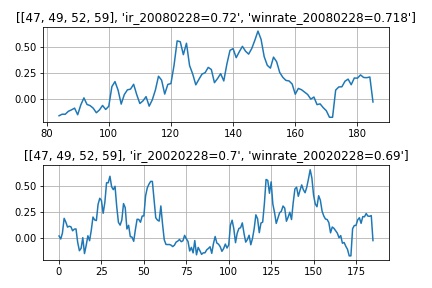 [[47, 49, 52, 59], 'ir_20080228=0.72', 'winrate_20080228=0.718']
0.50
0.25
0.00
80 100 120 140 160 180
[[47, 49, 52, 59], 'ir_20020228=0.7', 'winrate_20020228=0.69']
0.50
0.25
0.00
0 25 50 75 100 125 150 175